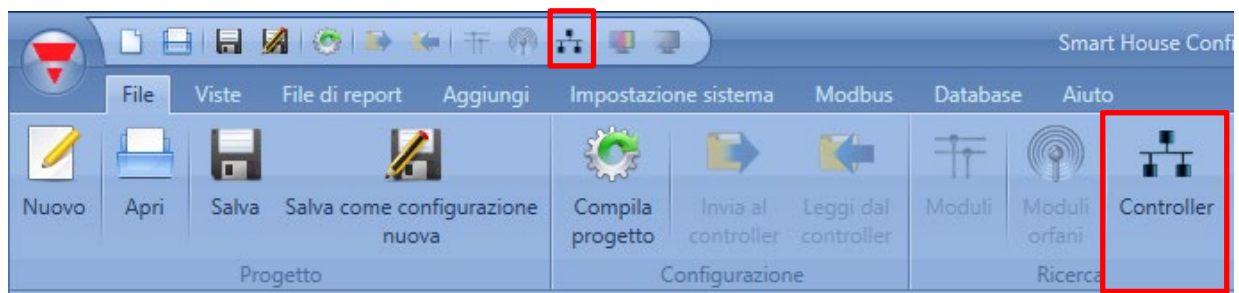 Smart House Confi
File Viste File di report Aggiungi Impostazione sistema Modbus Database Aiuto
Nuovo Apri Salva Salva come configurazione nuova Compila progetto Invia al controller Leggi dal controller Moduli Moduli orfani Controller
Progetto Configurazione Ricerca